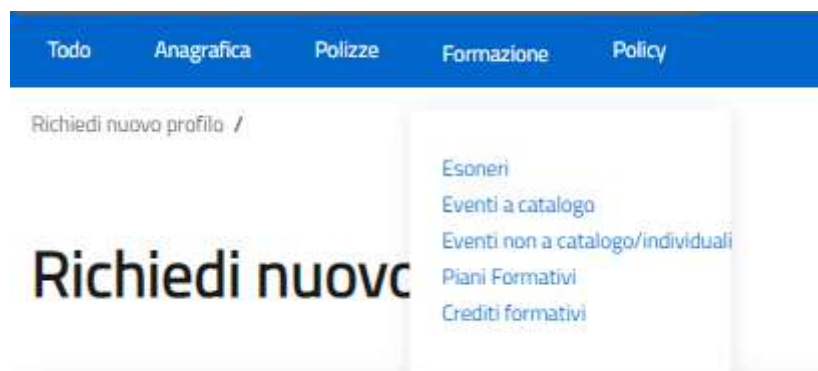 Todo Anagrafica Polizze Formazione Policy
Richiedi nuovo profilo /
Esoneri
Eventi a catalogo
Eventi non a catalogo/individuali
Richiedi nuovo
Piani Formativi
Crediti formativi